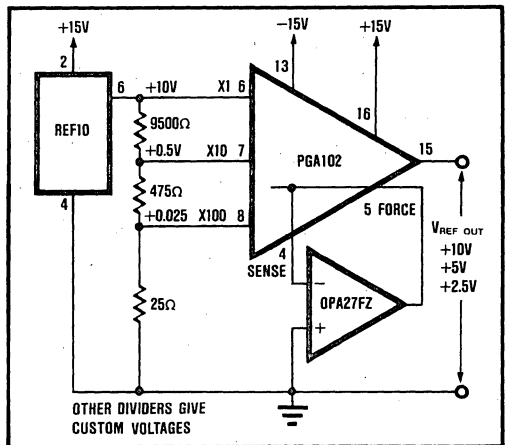 +15V
-15V
+15V
2
13
16
REF10
6
+10V
X1 6
9500Ω
+0.5V
X10 7
475Ω
+0.025
X100 8
PGA102
15
4
25Ω
4
SENSE
5 FORCE
OPA27FZ
-
+
VREF OUT
+10V
+5V
+2.5V
OTHER DIVIDERS GIVE
CUSTOM VOLTAGES